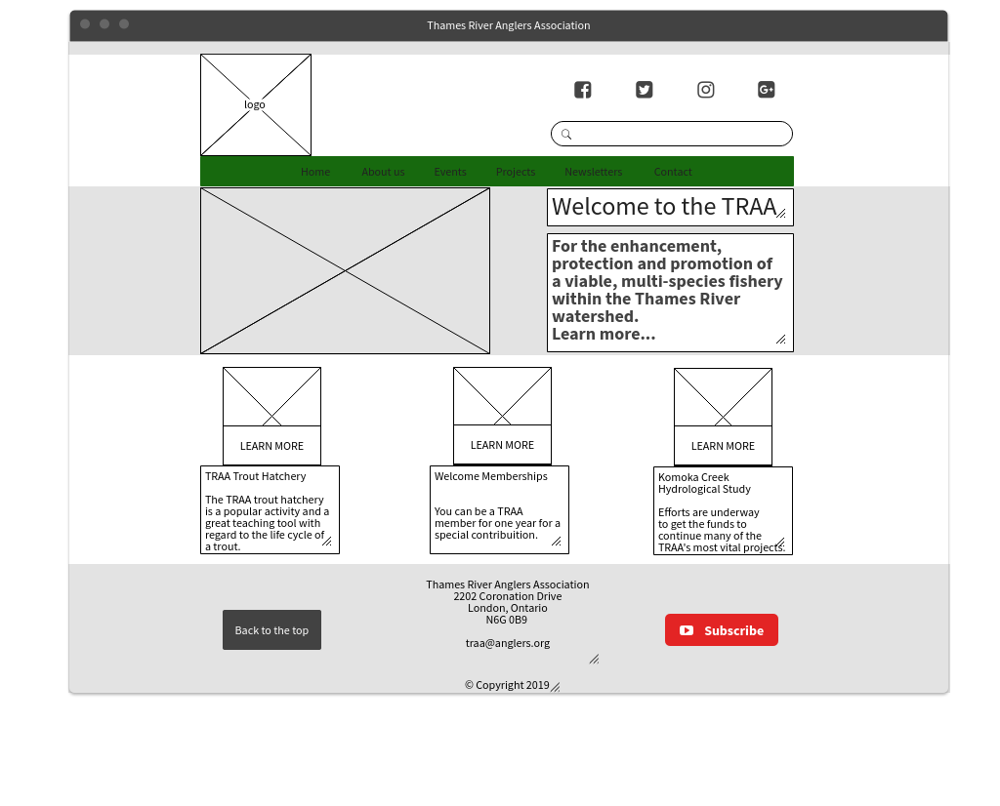 Thames River Anglers Association
logo
Home About us Events Projects Newsletters Contact
Welcome to the TRAA
For the enhancement,
protection and promotion of
a viable, multi-species fishery
within the Thames River
watershed.
Learn more...
LEARN MORE
LEARN MORE
LEARN MORE
TRAA Trout Hatchery
The TRAA trout hatchery
is a popular activity and a
great teaching tool with
regard to the life cycle of
a trout.
Welcome Memberships
You can be a TRAA
member for one year for a
special contribuition.
Komoka Creek
Hydrological Study
Efforts are underway
to get the funds to
continue many of the
TRAA's most vital projects.
Thames River Anglers Association
2202 Coronation Drive
London, Ontario
N6G 0B9
traa@anglers.org
Back to the top
Subscribe
© Copyright 2019